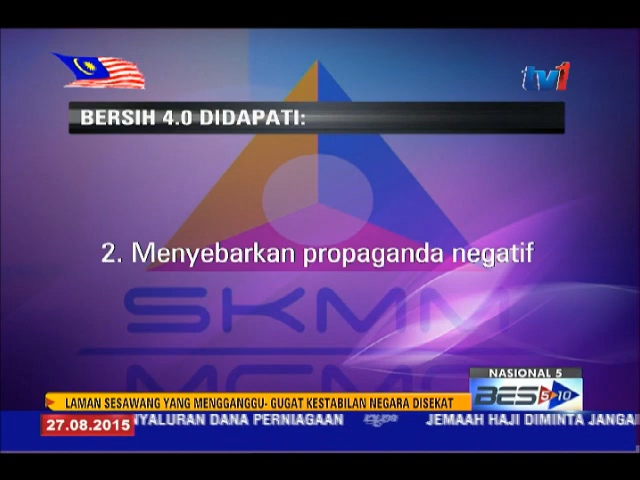 tv1
BERSIH 4.0 DIDAPATI:
2. Menyebarkan propaganda negatif
SKMM
MCMC
NASIONAL 5
BES 5 10
LAMAN SESAWANG YANG MENGGANGGU- GUGAT KESTABILAN NEGARA DISEKAT
27.08.2015 NYALURAN DANA PERNIAGAAN JEMAAH HAJI DIMINTA JANGA